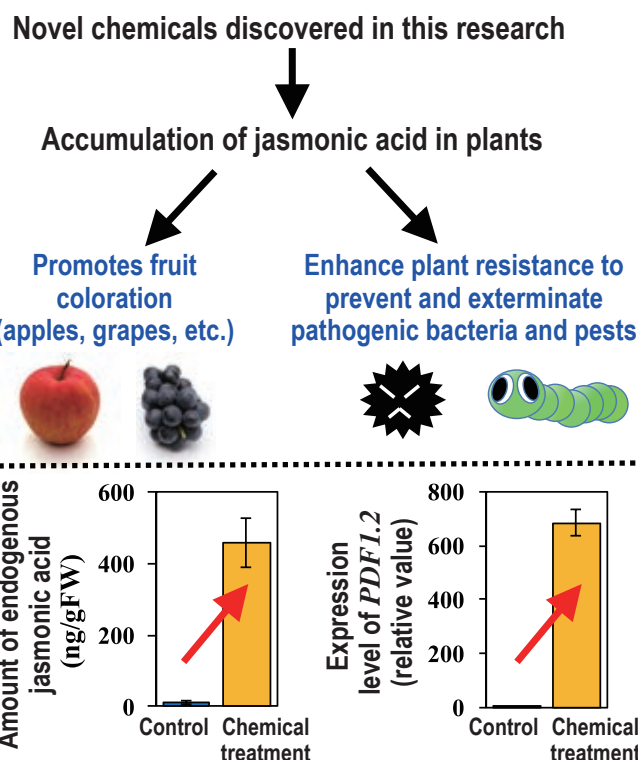 Novel chemicals discovered in this research
Accumulation of jasmonic acid in plants
Promotes fruit
coloration
(apples, grapes, etc.)
Enhance plant resistance to
prevent and exterminate
pathogenic bacteria and pests
Amount of endogenous
jasmonic acid
(ng/gFW)
600
400
200
0
Control
Chemical
treatment
Expression
level of PDF1.2
(relative value)
800
600
400
200
0
Control
Chemical
treatment